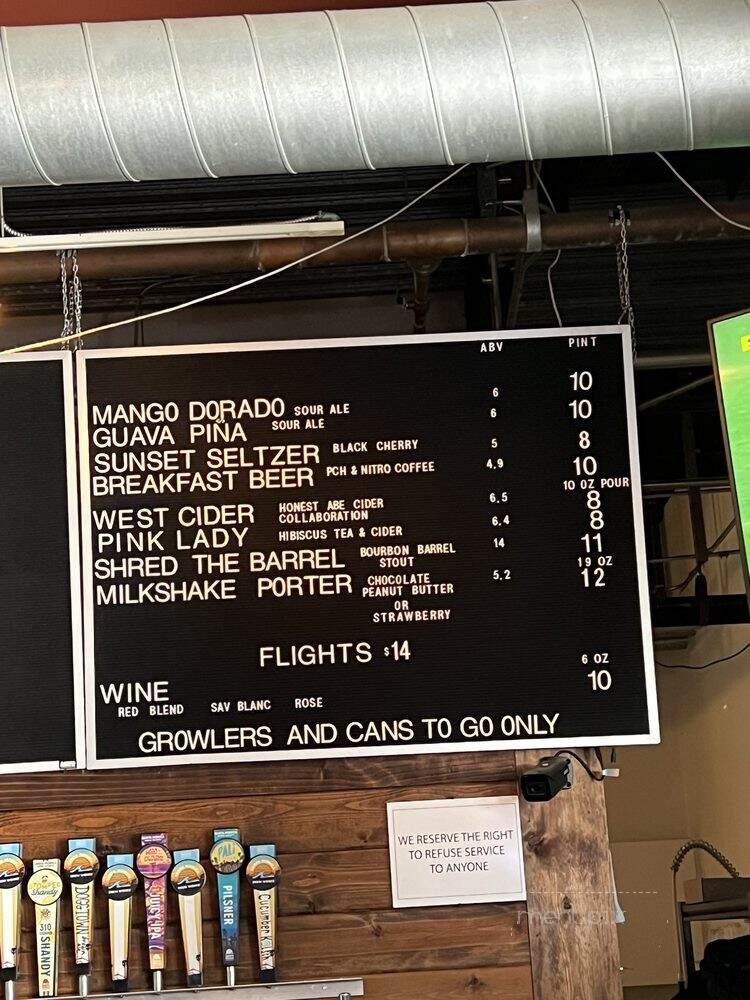 ABV PINT
MANGO DORADO SOUR ALE 6 10
GUAVA PIÑA SOUR ALE 6 10
SUNSET SELTZER BLACK CHERRY 5 8
BREAKFAST BEER PCH & NITRO COFFEE 4.9 10
10 OZ POUR
WEST CIDER HONEST ABE CIDER 6.5 8
COLLABORATION
PINK LADY HIBISCUS TEA & CIDER 6.4 8
SHRED THE BARREL BOURBON BARREL 14 11
STOUT
19 OZ
MILKSHAKE PORTER CHOCOLATE 5.2 12
PEANUT BUTTER
OR
STRAWBERRY
FLIGHTS $14
6 OZ
WINE 10
RED BLEND SAV BLANC ROSE
GROWLERS AND CANS TO GO ONLY
WE RESERVE THE RIGHT
TO REFUSE SERVICE
TO ANYONE
STOMPER
Shandy
310
SHANDY
DOGTOWN
JUICY IPA
PILSNER